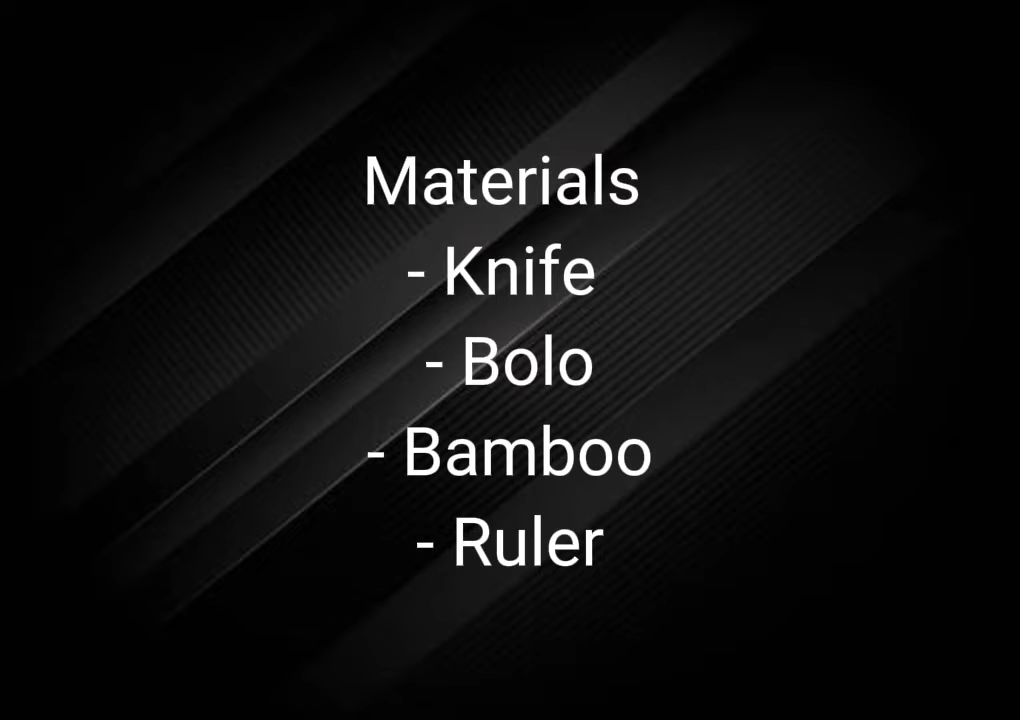 Materials
- Knife
- Bolo
- Bamboo
- Ruler